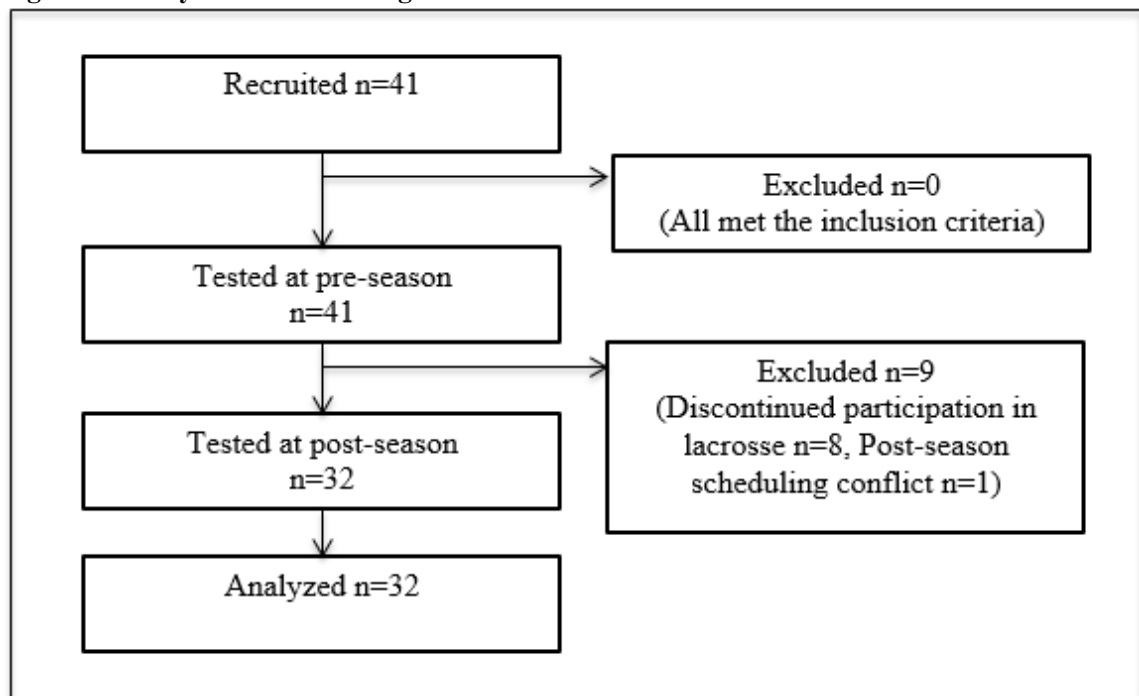 Recruited n=41
Excluded n=0
(All met the inclusion criteria)
Tested at pre-season
n=41
Excluded n=9
(Discontinued participation in
lacrosse n=8, Post-season
scheduling conflict n=1)
Tested at post-season
n=32
Analyzed n=32